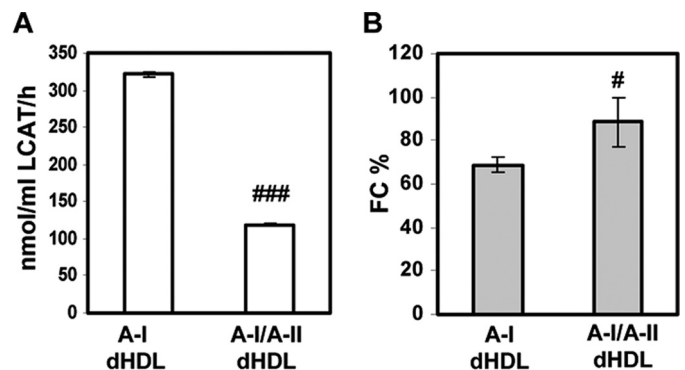 A
nmol/ml LCAT/h
350
300
250
200
150
100
50
0
###
A-I
dHDL
A-I/A-II
dHDL
B
FC %
120
100
80
60
40
20
0
#
A-I
dHDL
A-I/A-II
dHDL